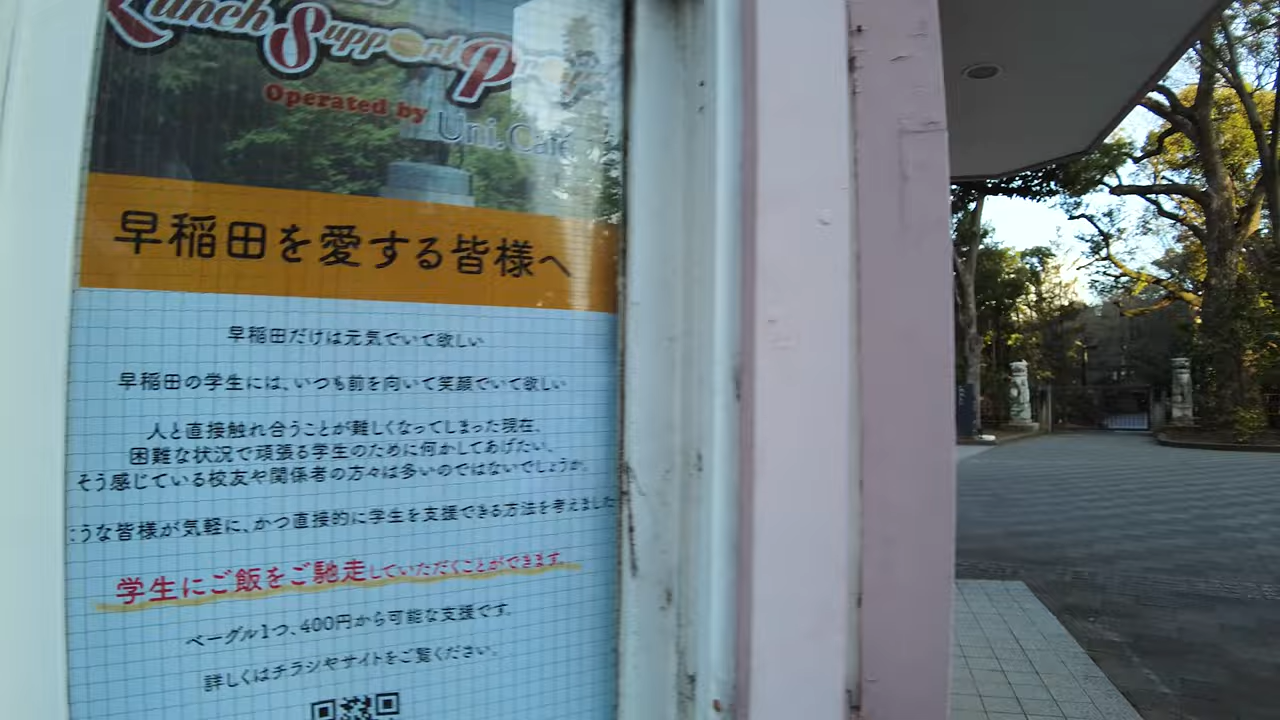 Lunch Support P
Operated by Uni.Café
早稲田を愛する皆様へ
早稲田だけは元気でいて欲しい
早稲田の学生には、いつも前を向いて笑顔でいて欲しい
人と直接触れ合うことが難しくなってしまった現在、
困難な状況で頑張る学生のために何かしてあげたい、
そう感じている校友や関係者の方々は多いのではないでしょうか。
うな皆様が気軽に、かつ直接的に学生を支援できる方法を考えました
学生にご飯をご馳走していただくことができます。
ベーグル1つ、400円から可能な支援です。
詳しくはチラシやサイトをご覧ください。